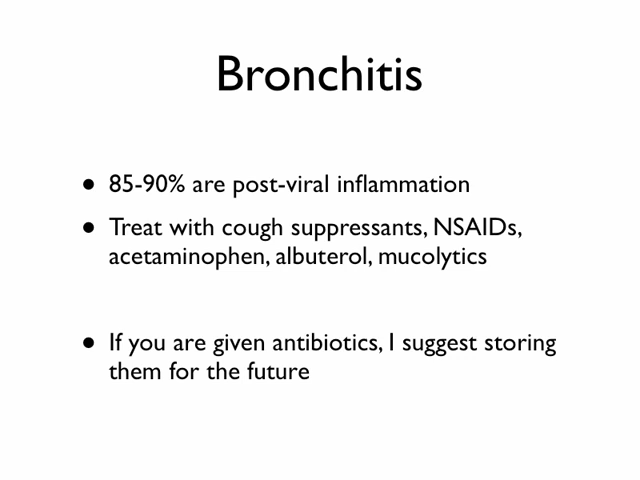 Bronchitis
• 85-90% are post-viral inflammation
• Treat with cough suppressants, NSAIDs,
acetaminophen, albuterol, mucolytics
• If you are given antibiotics, I suggest storing
them for the future